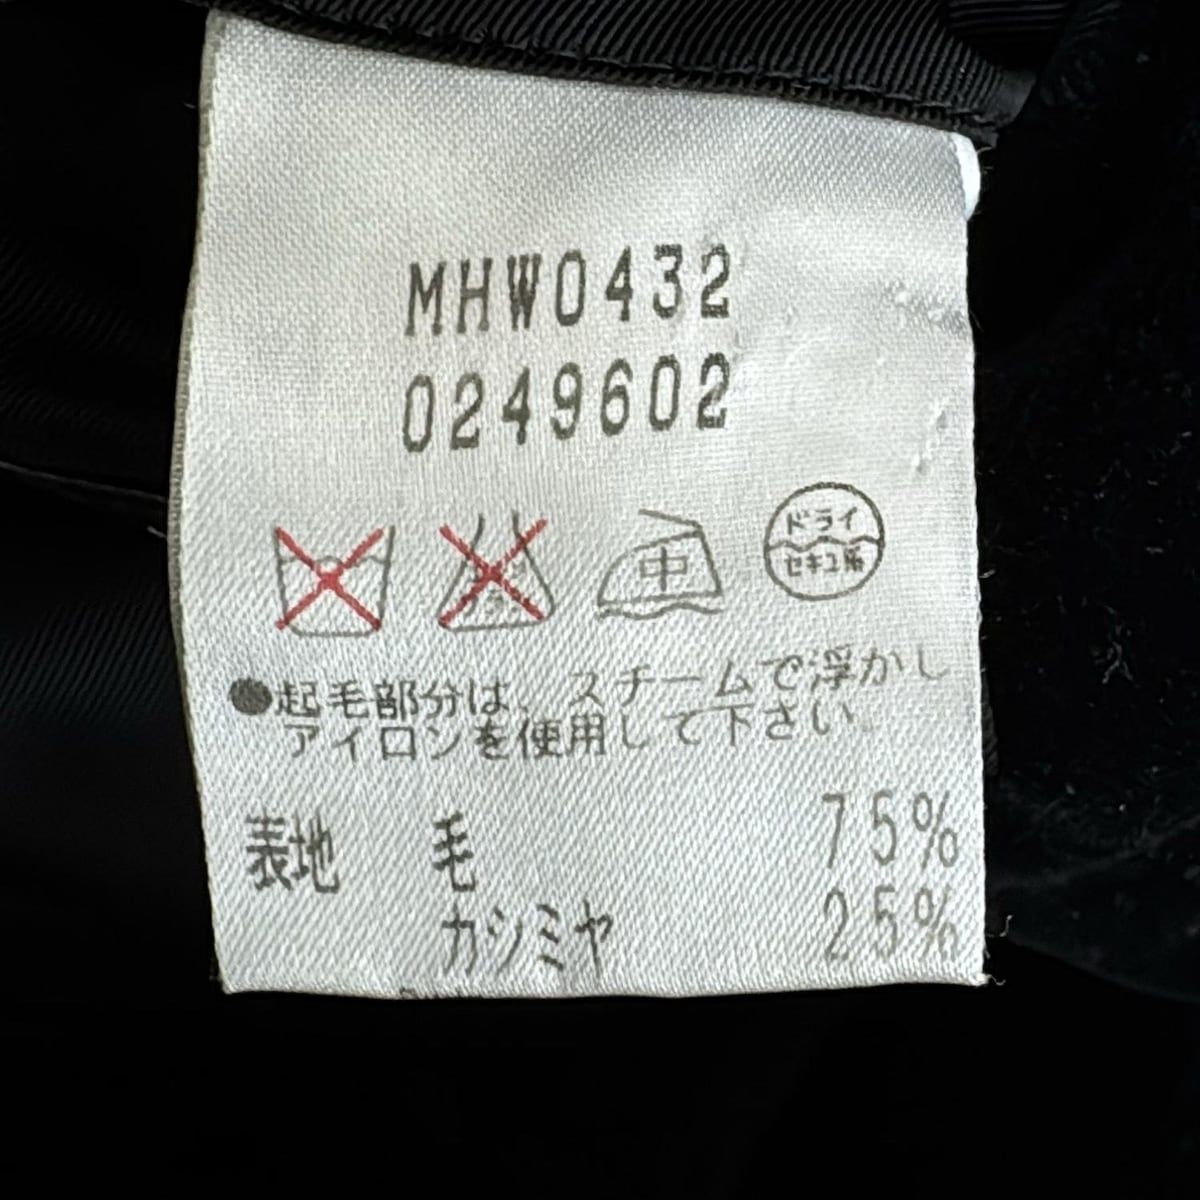 MHW0432
0249602
中
ドライ
セキユ系
●起毛部分は、スチームで浮かし
アイロンを使用して下さい。
表地 毛 75%
カシミヤ 25%